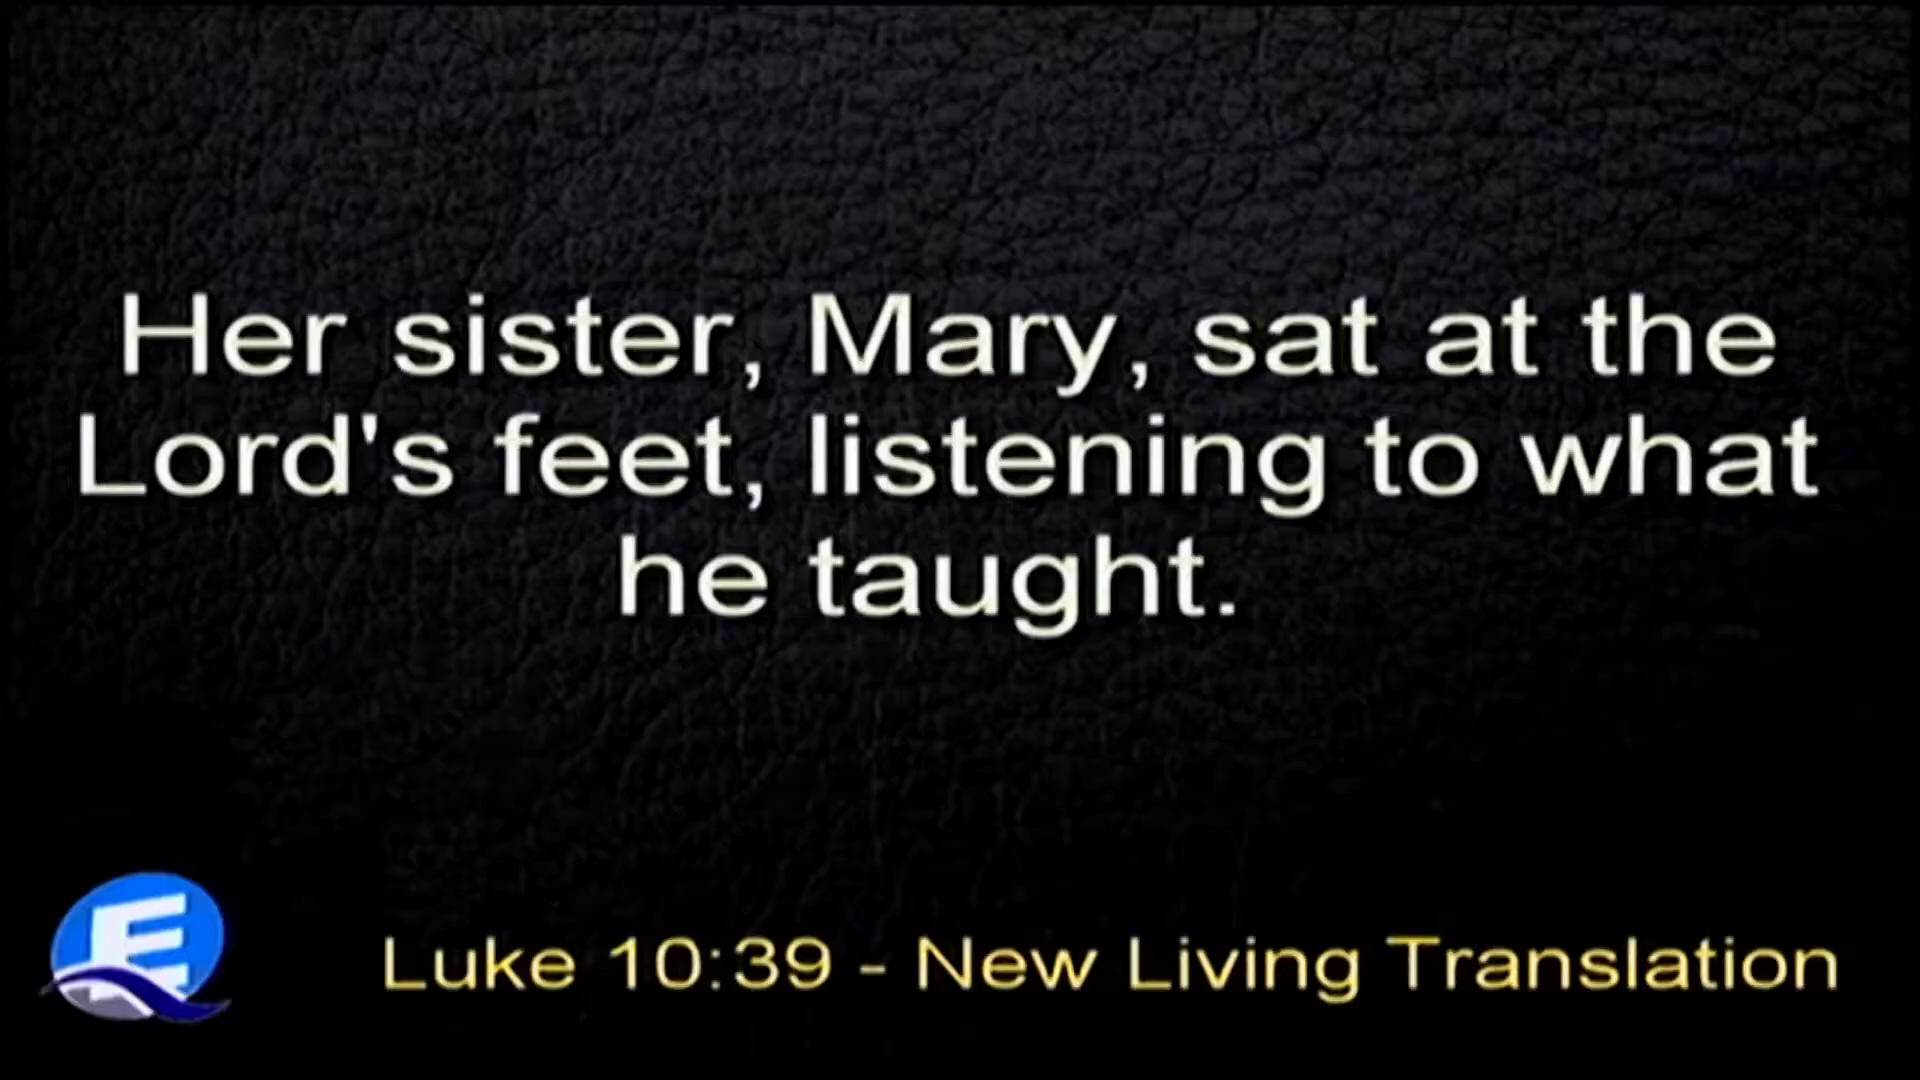 Her sister, Mary, sat at the
Lord's feet, listening to what
he taught.
E
Luke 10:39 - New Living Translation